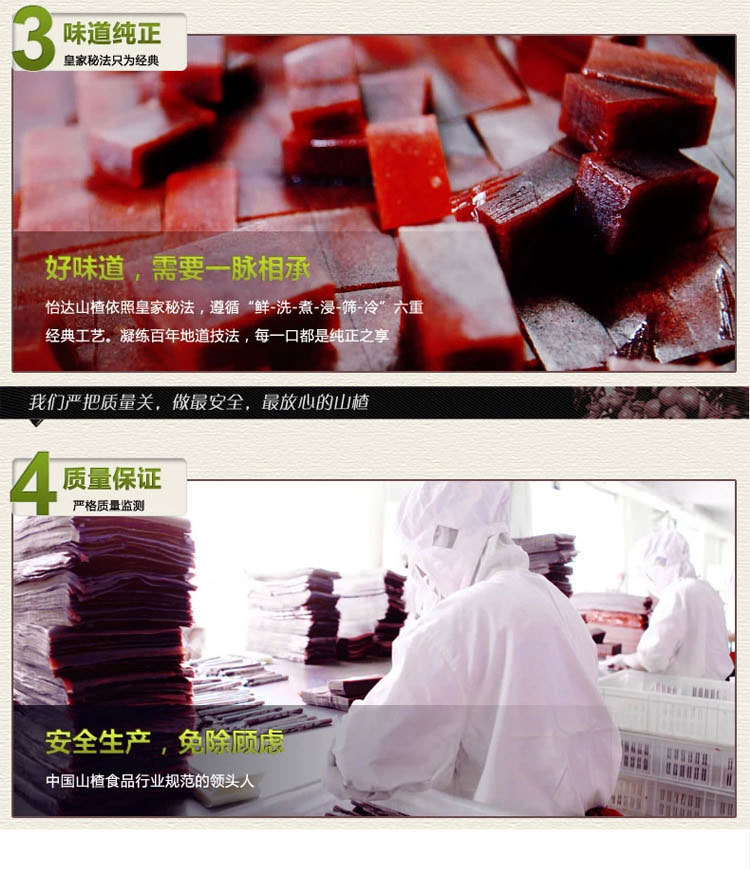 3 味道纯正
皇家秘法只为经典
好味道，需要一脉相承
怡达山楂依照皇家秘法，遵循“鲜-洗-煮-浸-筛-冷”六重
经典工艺。凝练百年地道技法，每一口都是纯正之享
我们严把质量关，做最安全，最放心的山楂
4 质量保证
严格质量监测
安全生产，免除顾虑
中国山楂食品行业规范的领头人